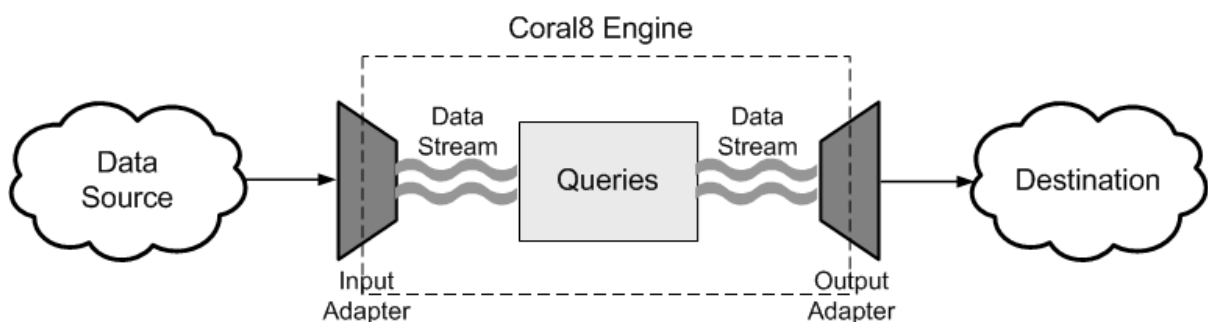 Coral8 Engine
Data
Source
Data
Stream
Queries
Data
Stream
Destination
Input
Adapter
Output
Adapter